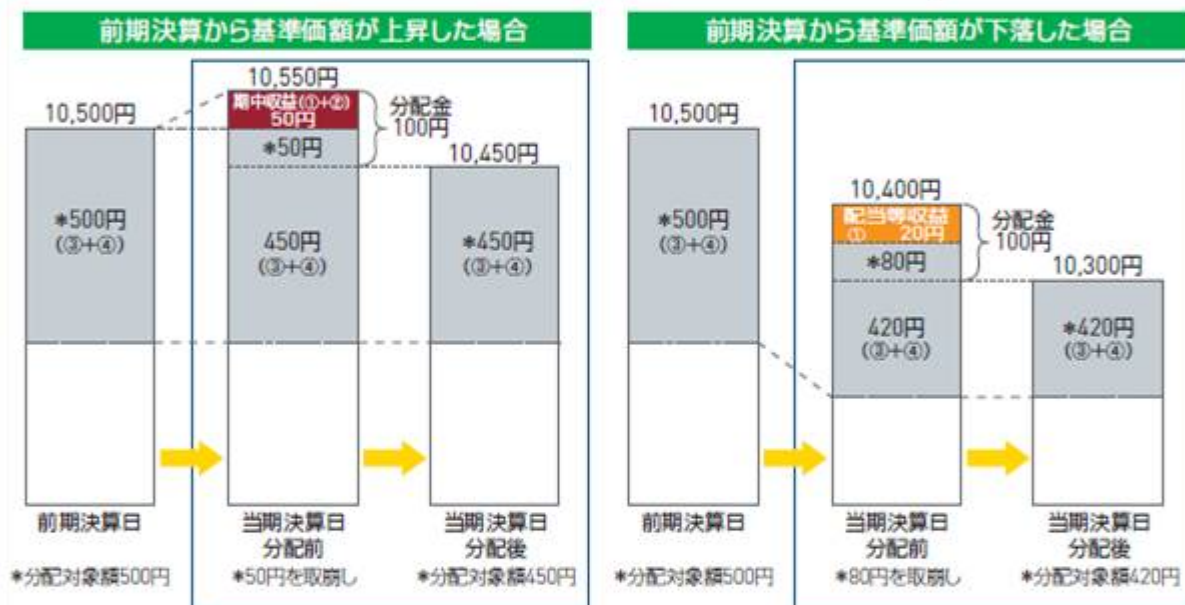 前期決算から基準価額が上昇した場合
10,500円
*500円
(③+④)
10,550円
期中収益(①+②)
50円
*50円
450円
(③+④)
分配金
100円
10,450円
*450円
(③+④)
前期決算日
当期決算日
分配前
当期決算日
分配後
*分配対象額500円
*50円を取崩し
*分配対象額450円
前期決算から基準価額が下落した場合
10,500円
*500円
(③+④)
10,400円
配当等収益
① 20円
*80円
420円
(③+④)
分配金
100円
10,300円
*420円
(③+④)
前期決算日
当期決算日
分配前
当期決算日
分配後
*分配対象額500円
*80円を取崩し
*分配対象額420円